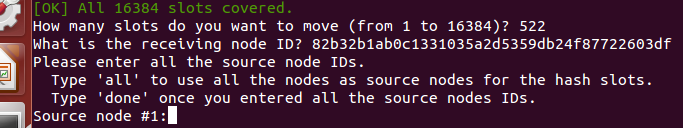 [OK] All 16384 slots covered.
How many slots do you want to move (from 1 to 16384)? 522
What is the receiving node ID? 82b32b1ab0c1331035a2d5359db24f87722603df
Please enter all the source node IDs.
Type 'all' to use all the nodes as source nodes for the hash slots.
Type 'done' once you entered all the source nodes IDs.
Source node #1: